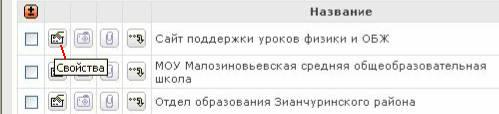 Название
Сайт поддержки уроков физики и ОБЖ
Свойства
МОУ Малозиновьевская средняя общеобразовательная
школа
Отдел образования Зианчуринского района